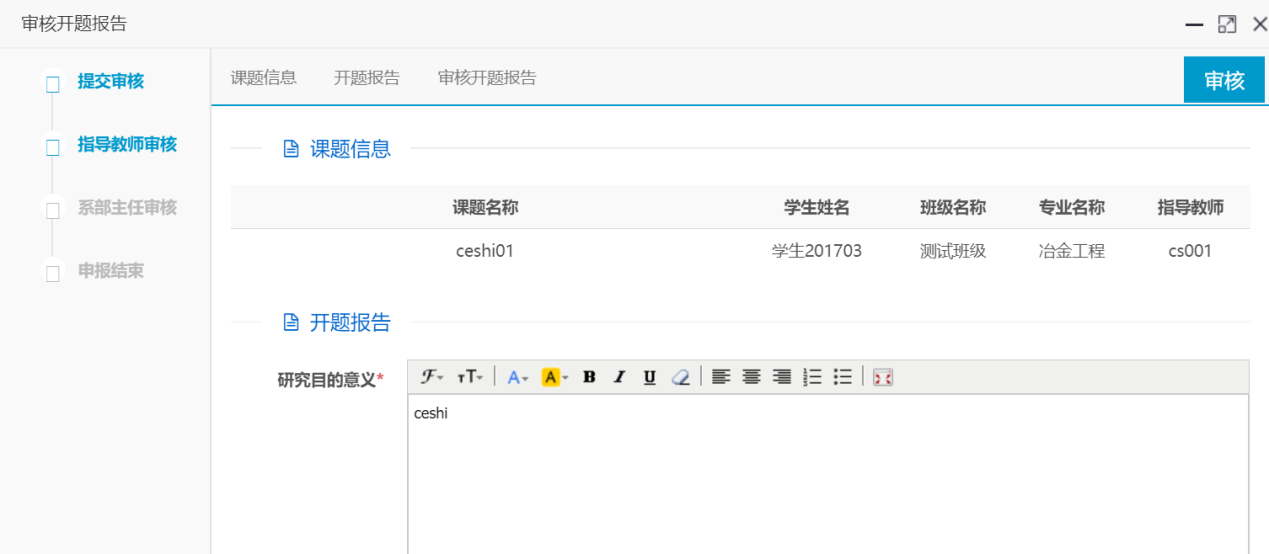 审核开题报告
提交审核
指导教师审核
系部主任审核
申报结束
课题信息 开题报告 审核开题报告 审核
课题信息
课题名称 学生姓名 班级名称 专业名称 指导教师
ceshi01 学生201703 测试班级 冶金工程 cs001
开题报告
研究目的意义*
ceshi